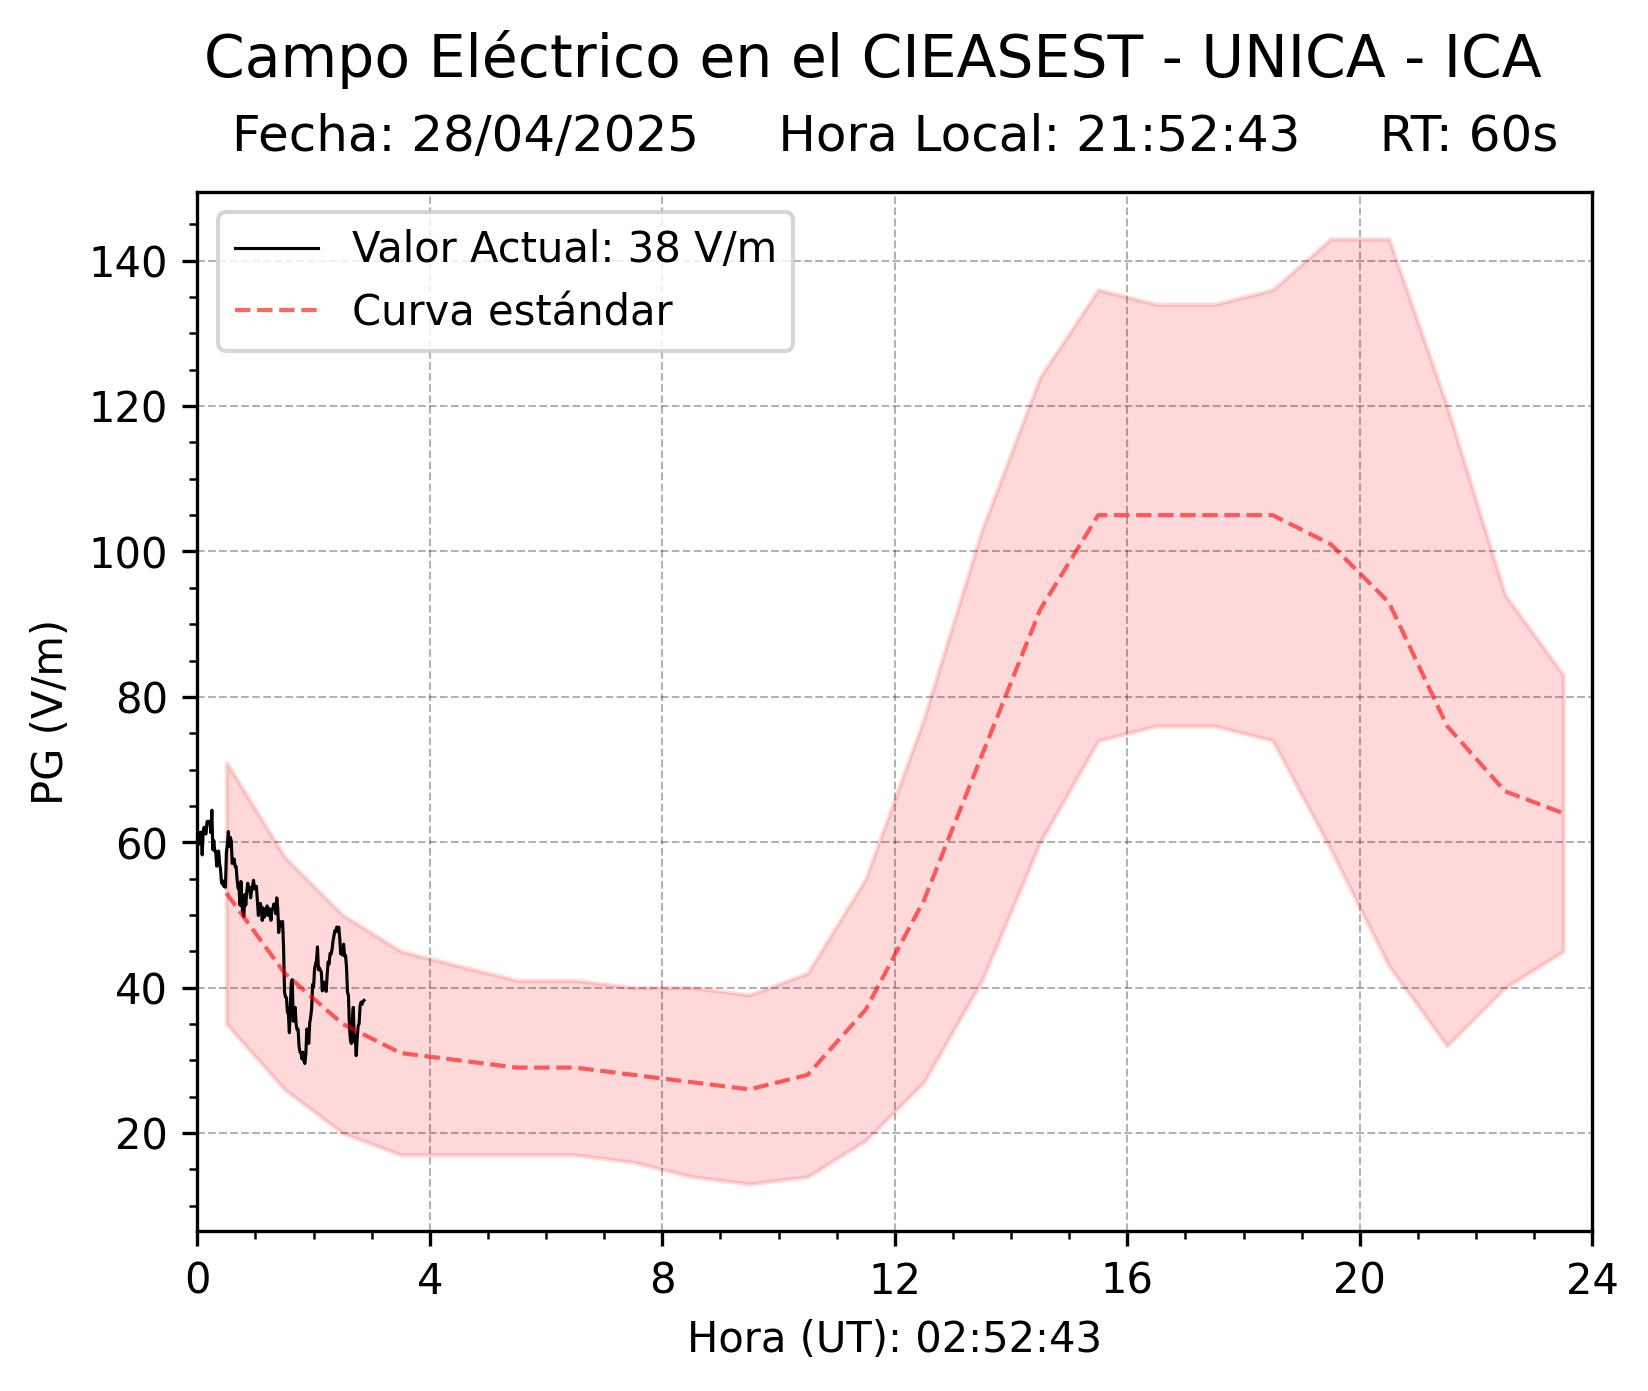 Campo Eléctrico en el CIEASEST - UNICA - ICA
Fecha: 28/04/2025 Hora Local: 21:52:43 RT: 60s
Valor Actual: 38 V/m
Curva estándar
PG (V/m)
140
120
100
80
60
40
20
0 4 8 12 16 20 24
Hora (UT): 02:52:43